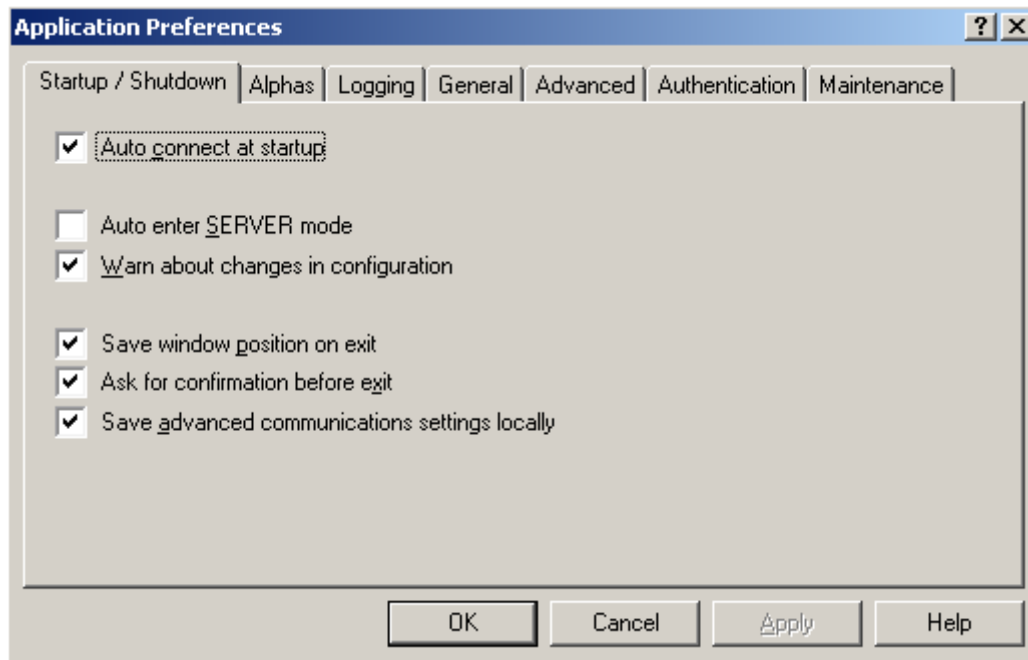 Application Preferences
Startup / Shutdown Alphas Logging General Advanced Authentication Maintenance
Auto connect at startup
Auto enter SERVER mode
Warn about changes in configuration
Save window position on exit
Ask for confirmation before exit
Save advanced communications settings locally
OK Cancel Apply Help